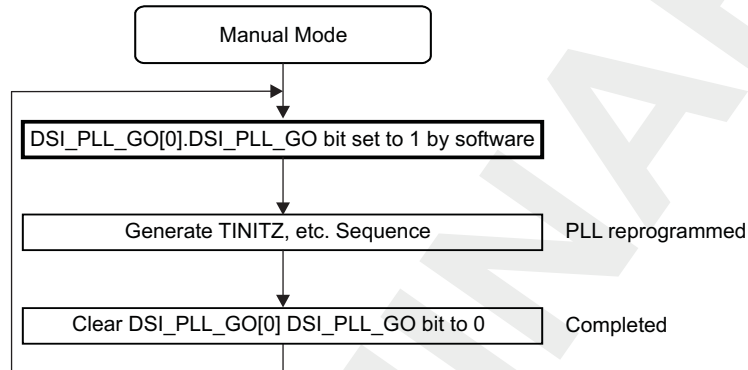 Manual Mode
DSI_PLL_GO[0].DSI_PLL_GO bit set to 1 by software
Generate TINITZ, etc. Sequence
PLL reprogrammed
Clear DSI_PLL_GO[0] DSI_PLL_GO bit to 0
Completed